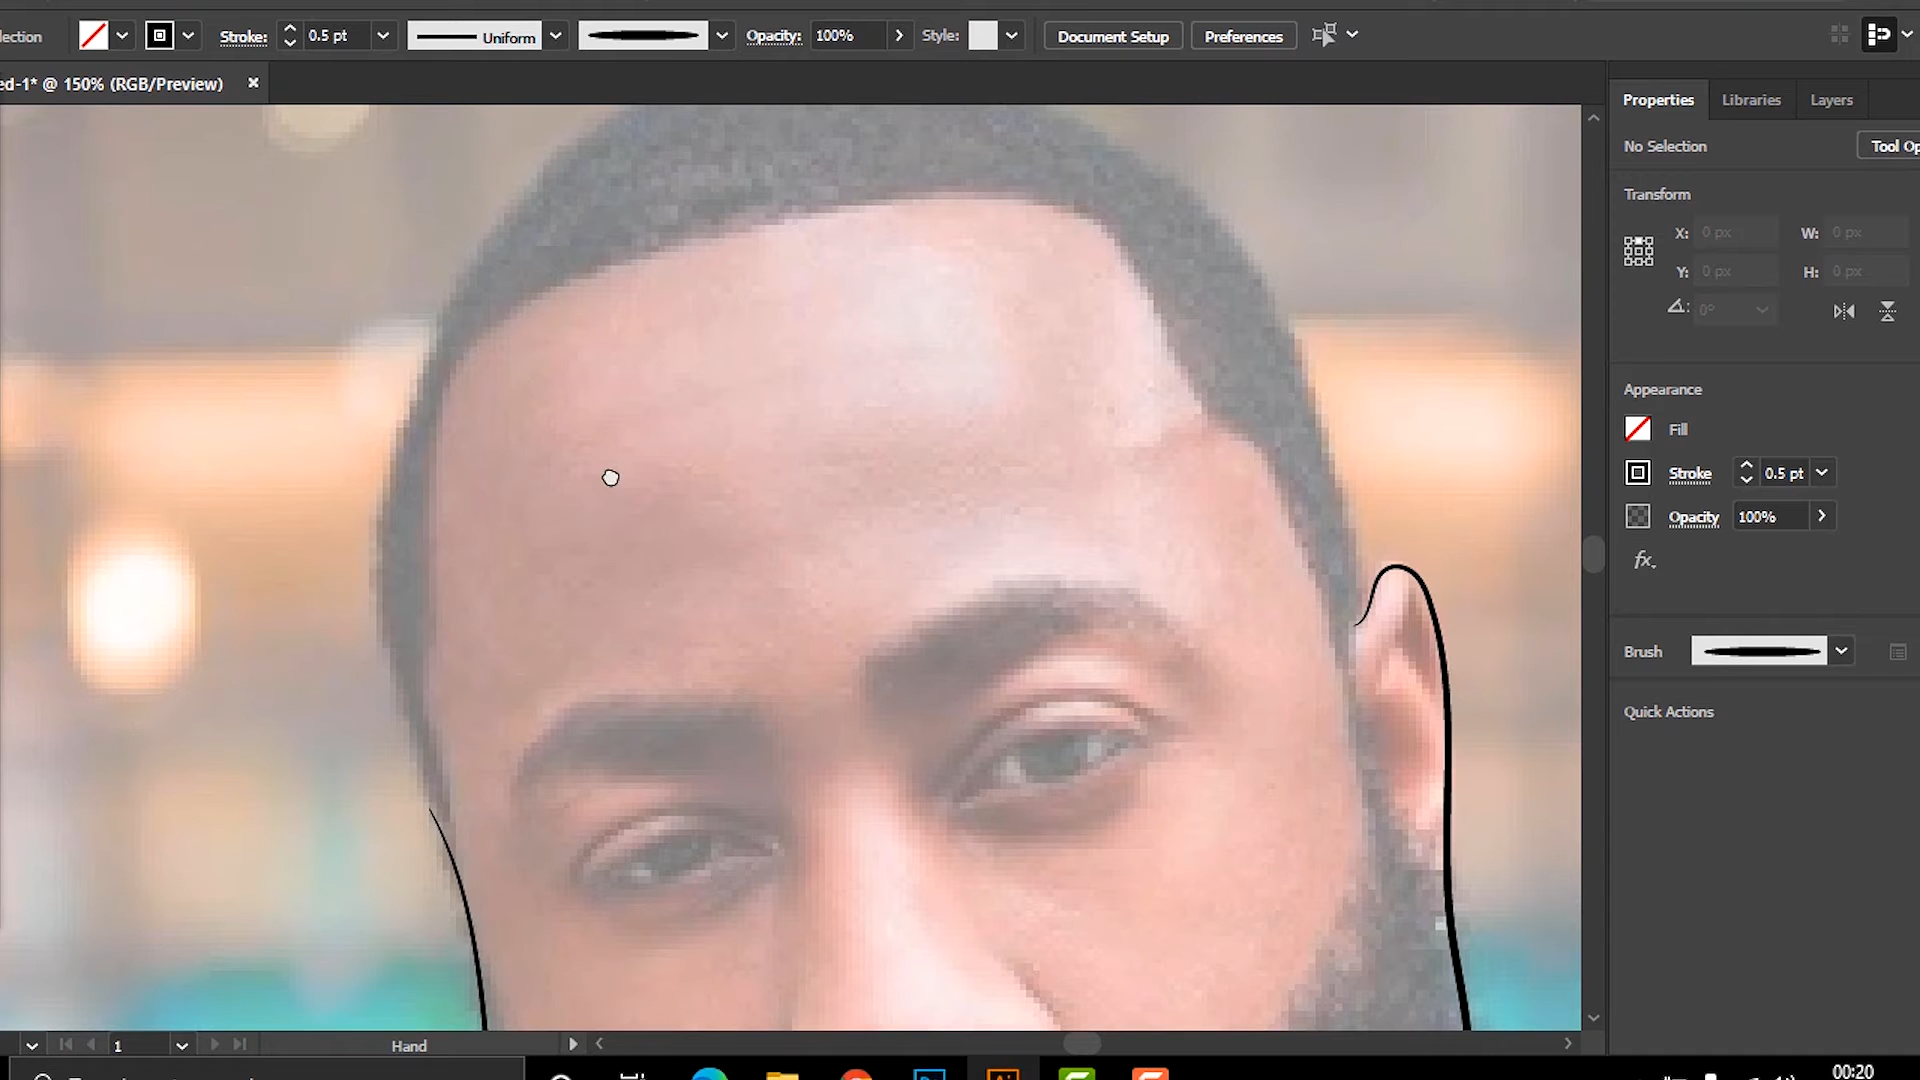 lection Stroke: 0.5 pt Uniform Opacity: 100% Style: Document Setup Preferences
ed-1* @ 150% (RGB/Preview) ×
Properties Libraries Layers
No Selection Tool Op
Transform
X: 0 px W: 0 px
Y: 0 px H: 0 px
0°
Appearance
Fill
Stroke 0.5 pt
Opacity 100%
fx.
Brush
Quick Actions
1 Hand
Ai
00:20